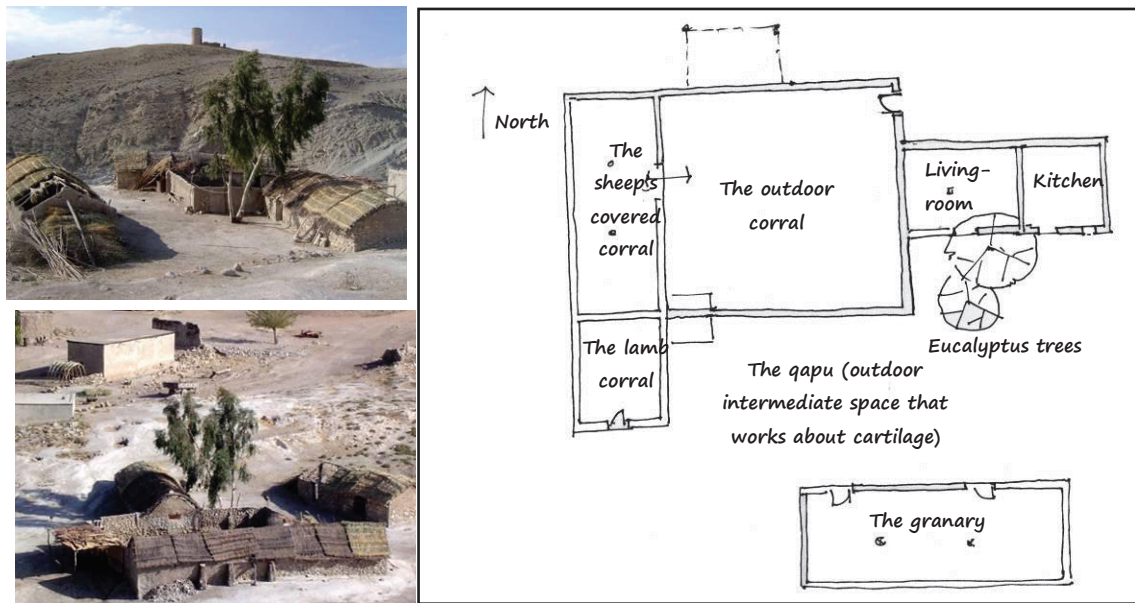 North
The
sheep's
covered
corral
The outdoor
corral
Living-
room
Kitchen
The lamb
corral
Eucalyptus trees
The qapu (outdoor
intermediate space that
works about cartilage)
The granary